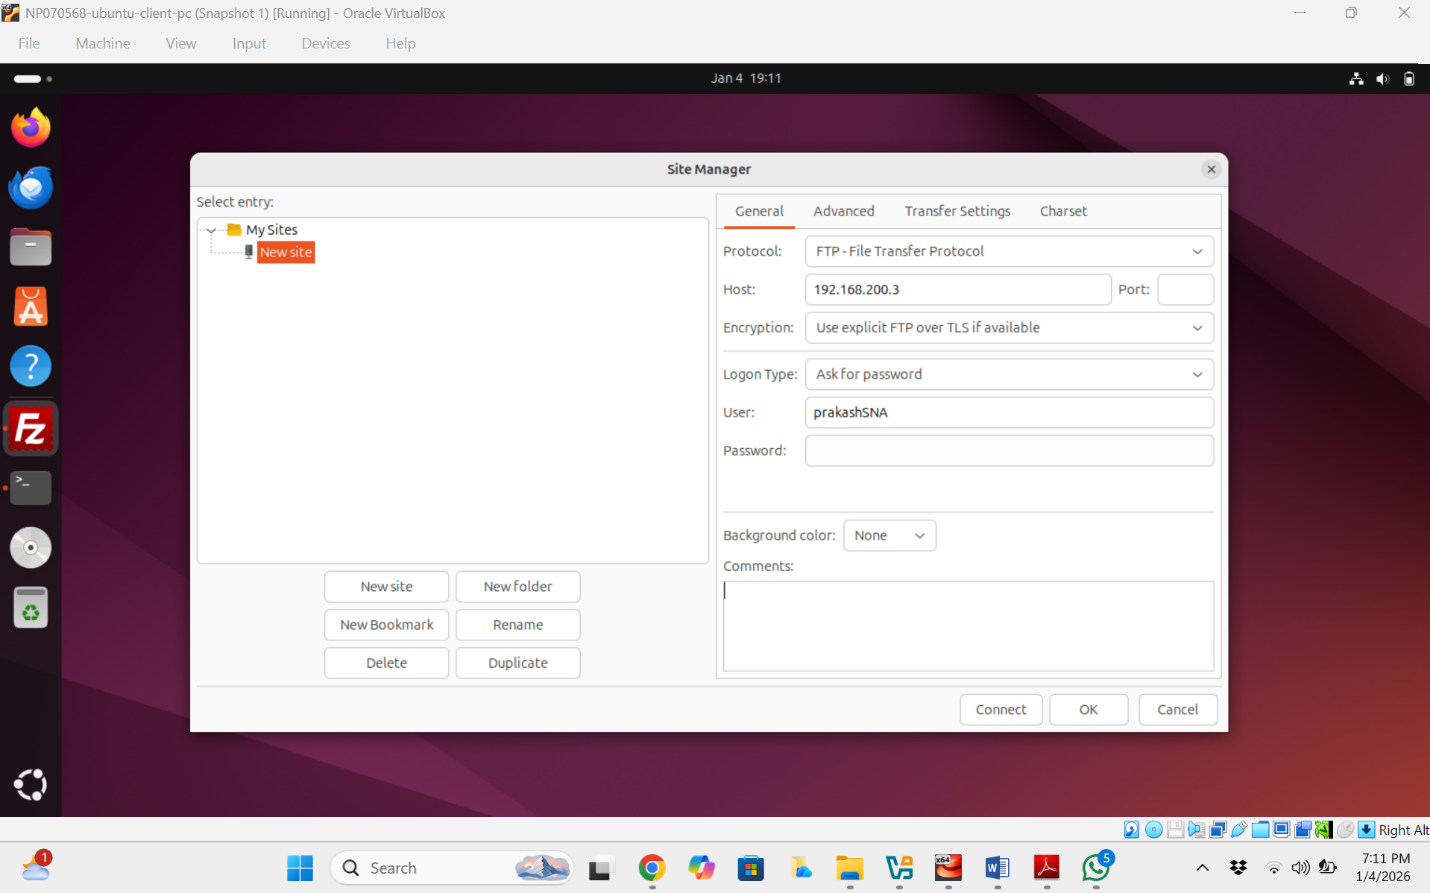 NP070568-ubuntu-client-pc (Snapshot 1) [Running] - Oracle VirtualBox
File Machine View Input Devices Help
Jan 4 19:11
Site Manager
Select entry:
My Sites
New site
General Advanced Transfer Settings Charset
Protocol: FTP - File Transfer Protocol
Host: 192.168.200.3 Port:
Encryption: Use explicit FTP over TLS if available
Logon Type: Ask for password
User: prakashSNA
Password:
Background color: None
Comments:
New site New folder
New Bookmark Rename
Delete Duplicate
Connect OK Cancel
Right Alt
1
Search
x64
5
7:11 PM
1/4/2026